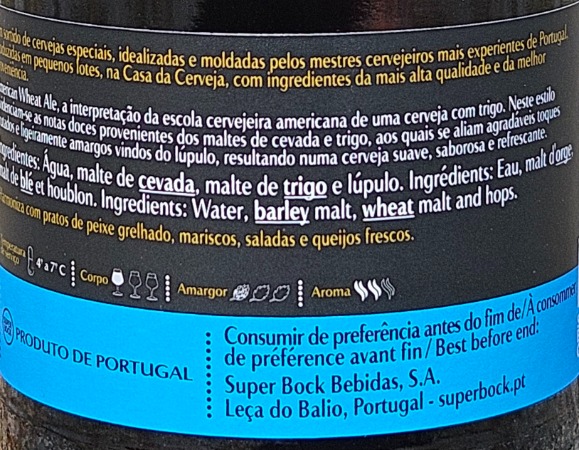 sortido de cervejas especiais, idealizadas e moldadas pelos mestres cervejeiros mais experientes de Portugal.
em pequenos lotes, na Casa da Cerveja, com ingredientes da mais alta qualidade e da melhor
Wheat Ale, a interpretação da escola cervejeira americana de uma cerveja com trigo. Neste estilo
as notas doces provenientes dos maltes de cevada e trigo, aos quais se aliam agradáveis toques
e ligeiramente amargos vindos do lúpulo, resultando numa cerveja suave, saborosa e refrescante.
Água, malte de cevada, malte de trigo e lúpulo. Ingrédients: Eau, malt d'orge,
de blé et houblon. Ingredients: Water, barley malt, wheat malt and hops.
com pratos de peixe grelhado, mariscos, saladas e queijos frescos.
Temperatura
de serviço
4° a 7° C
Corpo
Amargor
Aroma
PRODUTO DE PORTUGAL
Consumir de preferência antes do fim de/À consommer
de préférence avant fin/Best before end:
Super Bock Bebidas, S.A.
Leça do Balio, Portugal - superbock.pt